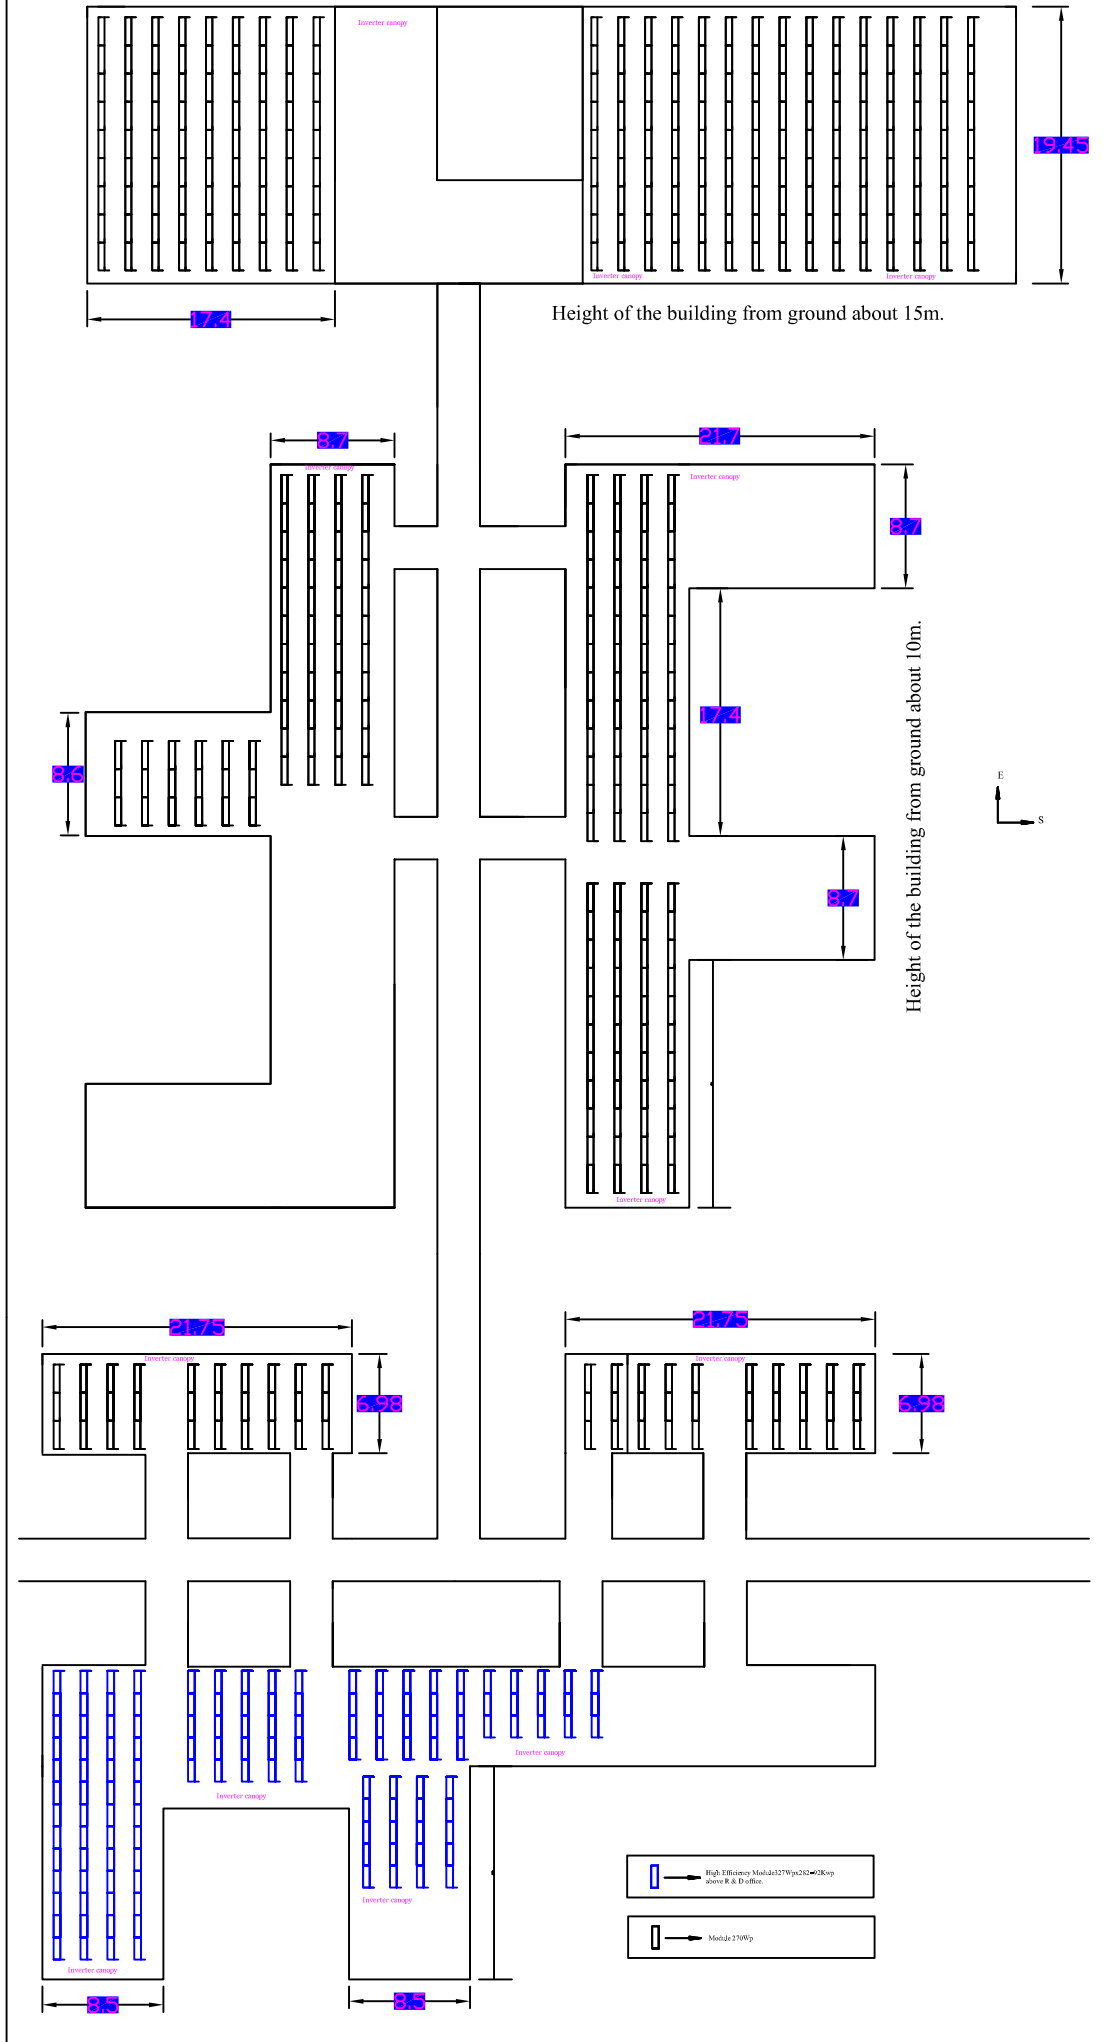 Inverter canopy
19.45
Inverter canopy
Inverter canopy
17.4
Height of the building from ground about 15m.
8.7
21.7
Inverter canopy
Inverter canopy
8.7
Height of the building from ground about 10m.
17.4
8.6
E
S
8.7
Inverter canopy
21.75
21.75
Inverter canopy
Inverter canopy
6.98
6.98
Inverter canopy
Inverter canopy
High Efficiency Module327Wpx282=92Kwp
above R & D office.
Inverter canopy
Module 270Wp
Inverter canopy
8.5
8.5